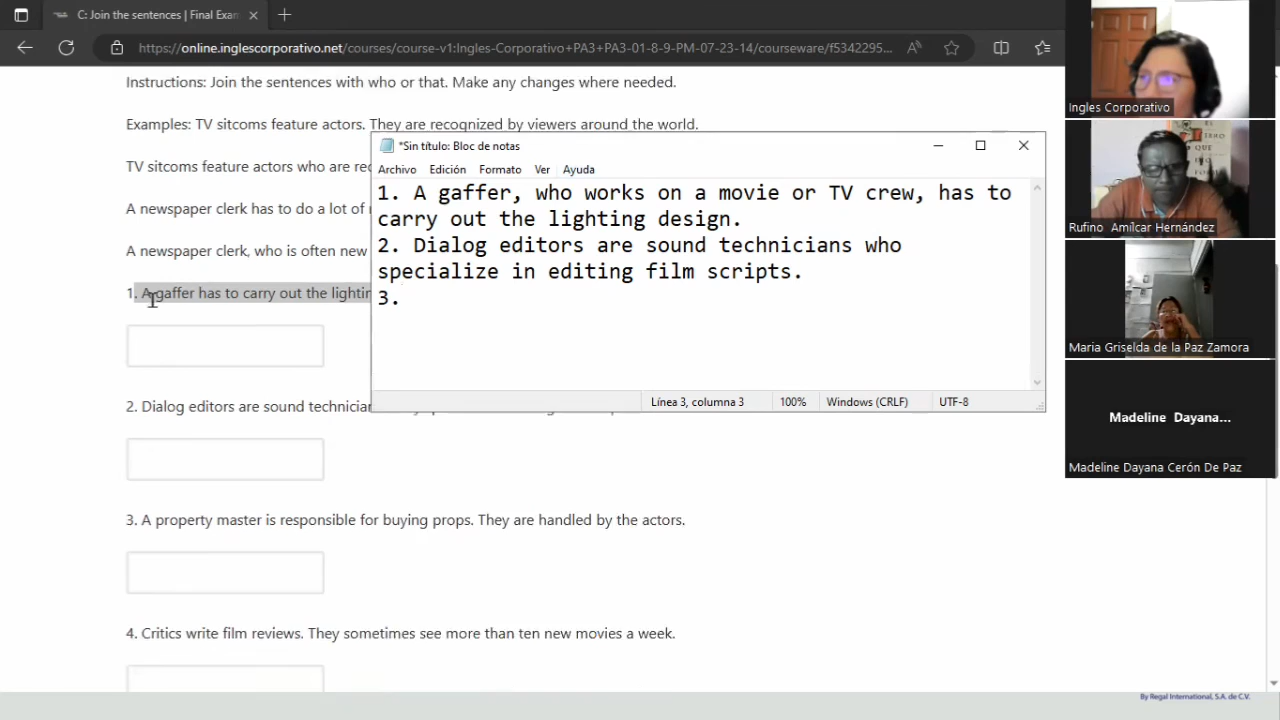 C: Join the sentences | Final Exar
https://online.inglescorporativo.net/courses/course-v1:Ingles-Corporativo+PA3+PA3-01-8-9-PM-07-23-14/courseware/f5342295...
Instructions: Join the sentences with who or that. Make any changes where needed.
Examples: TV sitcoms feature actors. They are recognized by viewers around the world.
TV sitcoms feature actors who are rec
A newspaper clerk has to do a lot of
A newspaper clerk, who is often new
1. A gaffer has to carry out the lightin
2. Dialog editors are sound technician
3. A property master is responsible for buying props. They are handled by the actors.
4. Critics write film reviews. They sometimes see more than ten new movies a week.
*Sin título: Bloc de notas
Archivo Edición Formato Ver Ayuda
1. A gaffer, who works on a movie or TV crew, has to
carry out the lighting design.
2. Dialog editors are sound technicians who
specialize in editing film scripts.
3.
Línea 3, columna 3 100% Windows (CRLF) UTF-8
Ingles Corporativo
Rufino Amílcar Hernández
Maria Griselda de la Paz Zamora
Madeline Dayana...
Madeline Dayana Cerón De Paz
By Regal International, S.A. de C.V.